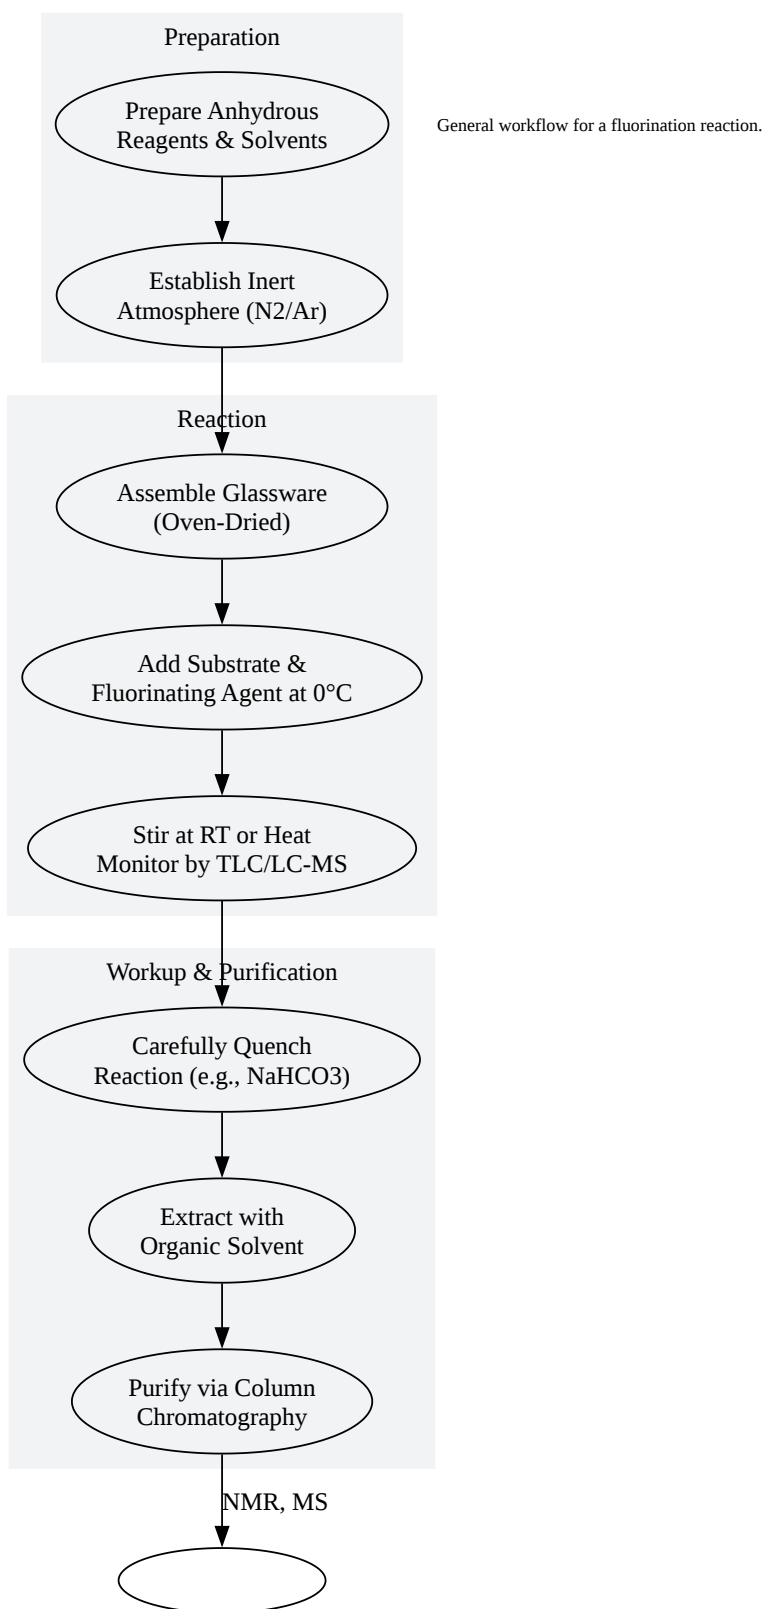 Preparation
Prepare Anhydrous
Reagents & Solvents
General workflow for a fluorination reaction.
Establish Inert
Atmosphere (N2/Ar)
Reaction
Assemble Glassware
(Oven-Dried)
Add Substrate &
Fluorinating Agent at 0°C
Stir at RT or Heat
Monitor by TLC/LC-MS
Workup & Purification
Carefully Quench
Reaction (e.g., NaHCO3)
Extract with
Organic Solvent
Purify via Column
Chromatography
NMR, MS